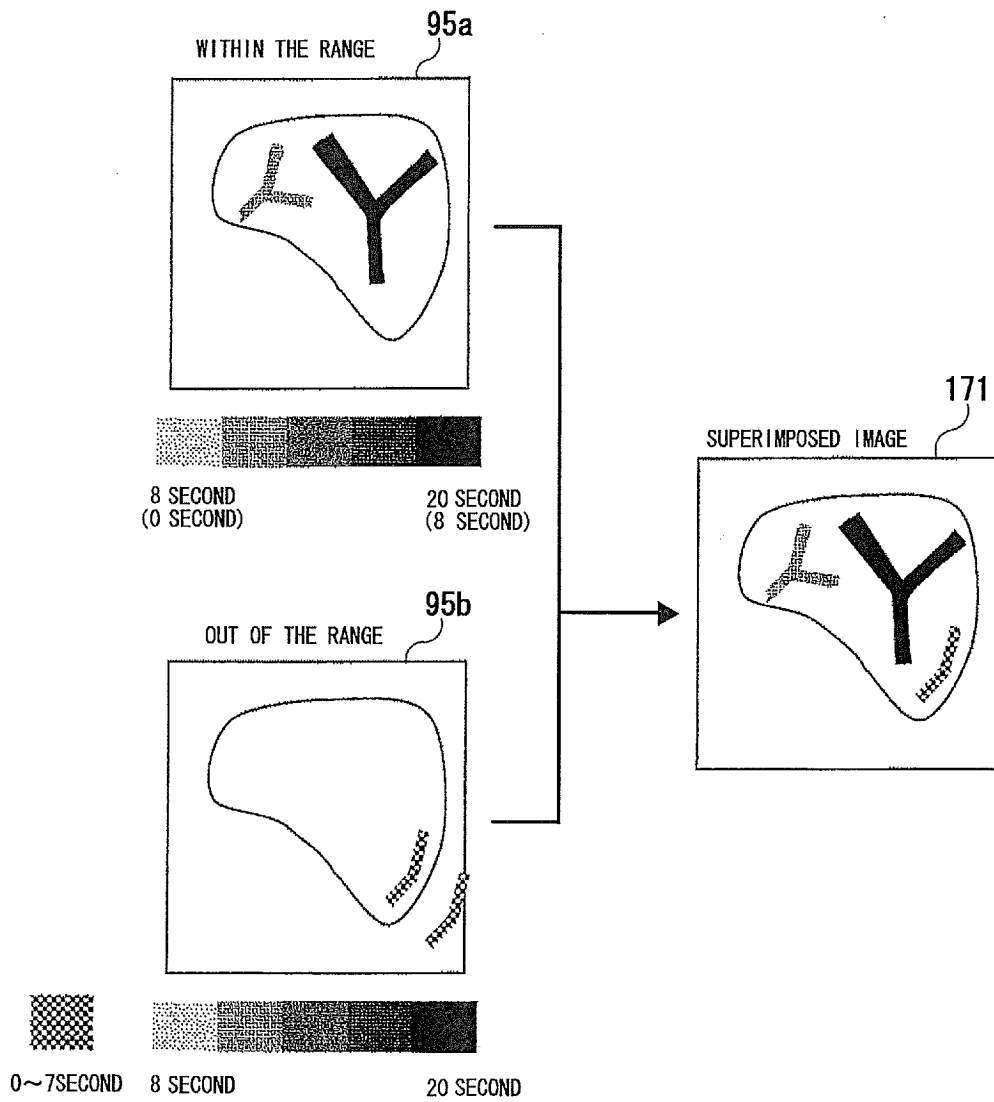 95a
WITHIN THE RANGE
8 SECOND
(0 SECOND)
20 SECOND
(8 SECOND)
171
SUPERIMPOSED IMAGE
95b
OUT OF THE RANGE
0~7SECOND
8 SECOND
20 SECOND